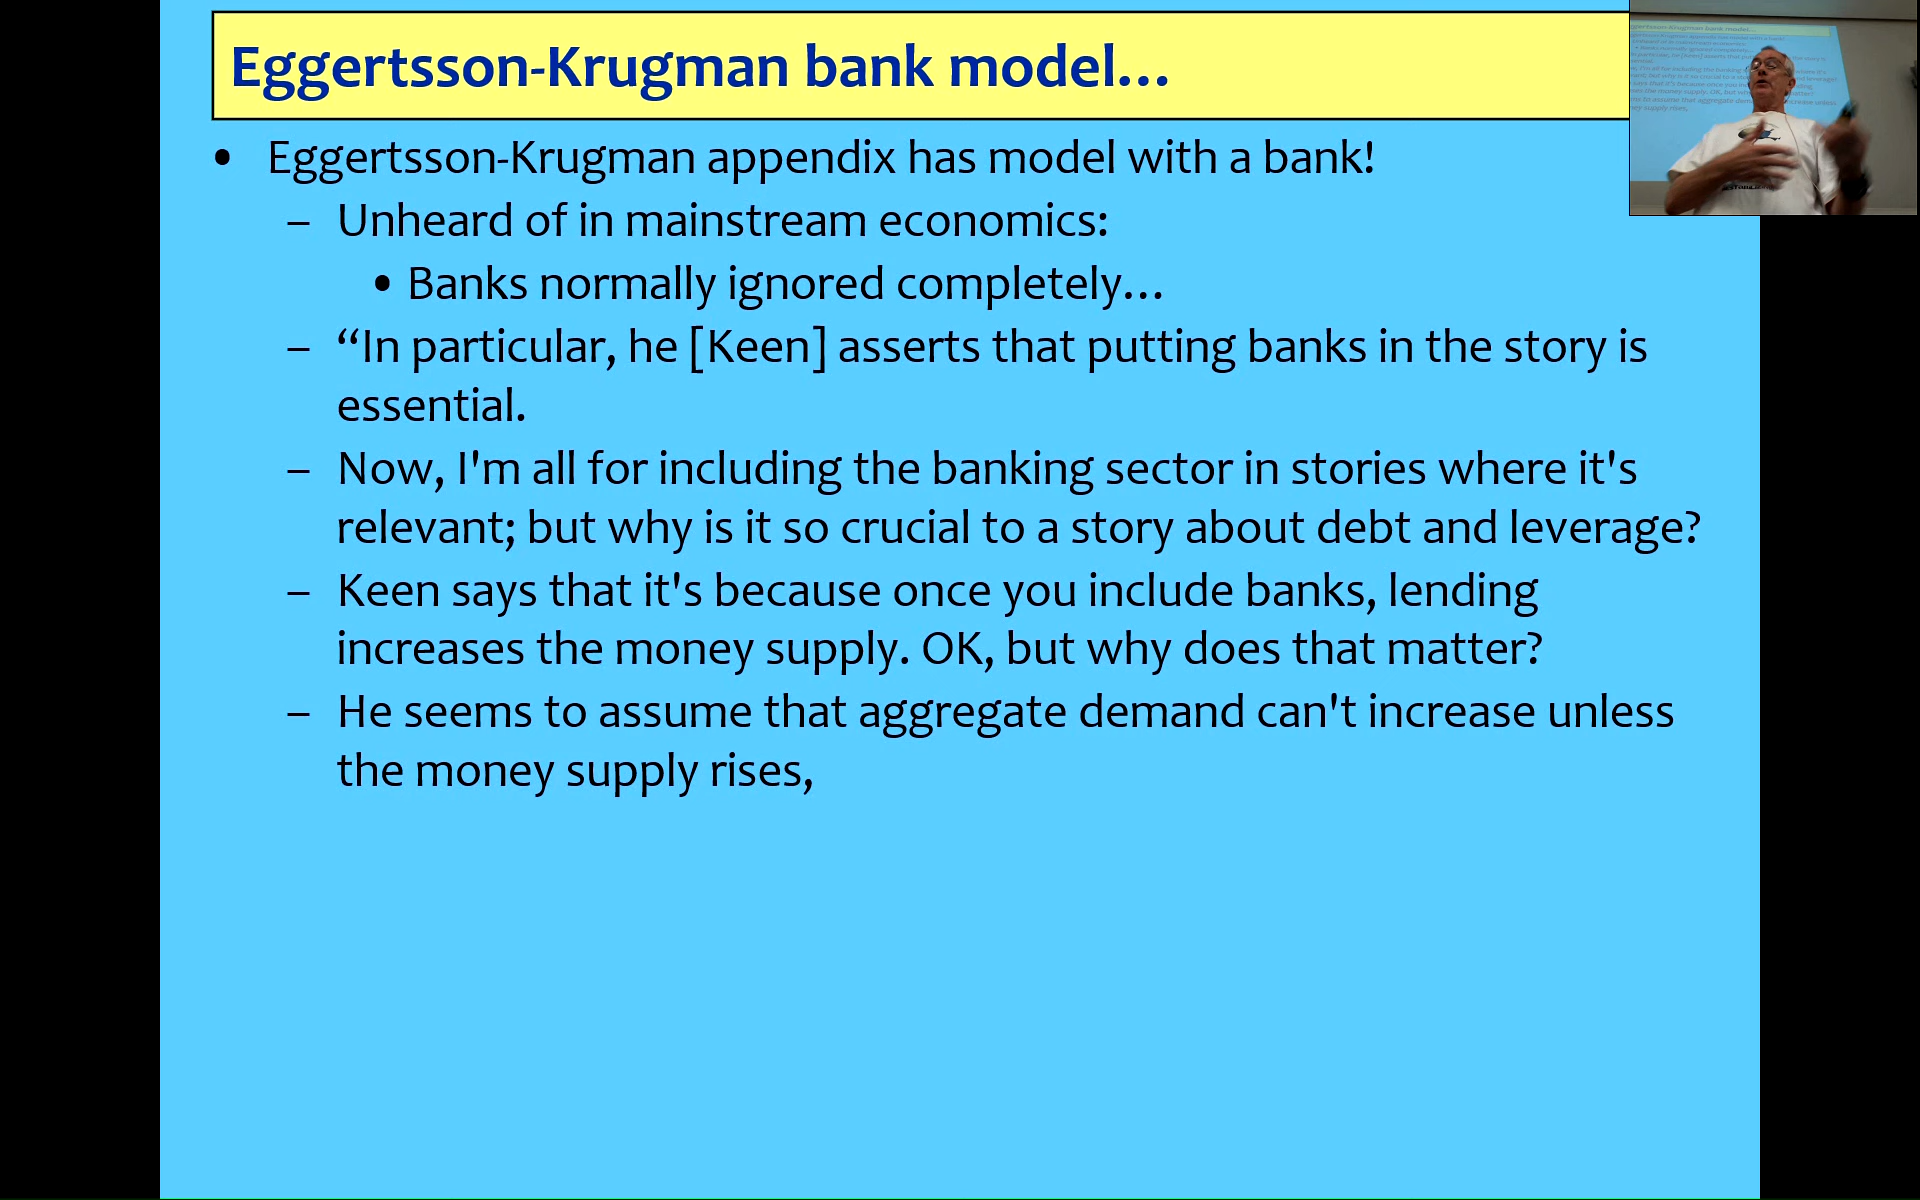 Eggertsson-Krugman bank model…
• Eggertsson-Krugman appendix has model with a bank!
– Unheard of in mainstream economics:
• Banks normally ignored completely…
– “In particular, he [Keen] asserts that putting banks in the story is
essential.
– Now, I'm all for including the banking sector in stories where it's
relevant; but why is it so crucial to a story about debt and leverage?
– Keen says that it's because once you include banks, lending
increases the money supply. OK, but why does that matter?
– He seems to assume that aggregate demand can't increase unless
the money supply rises,